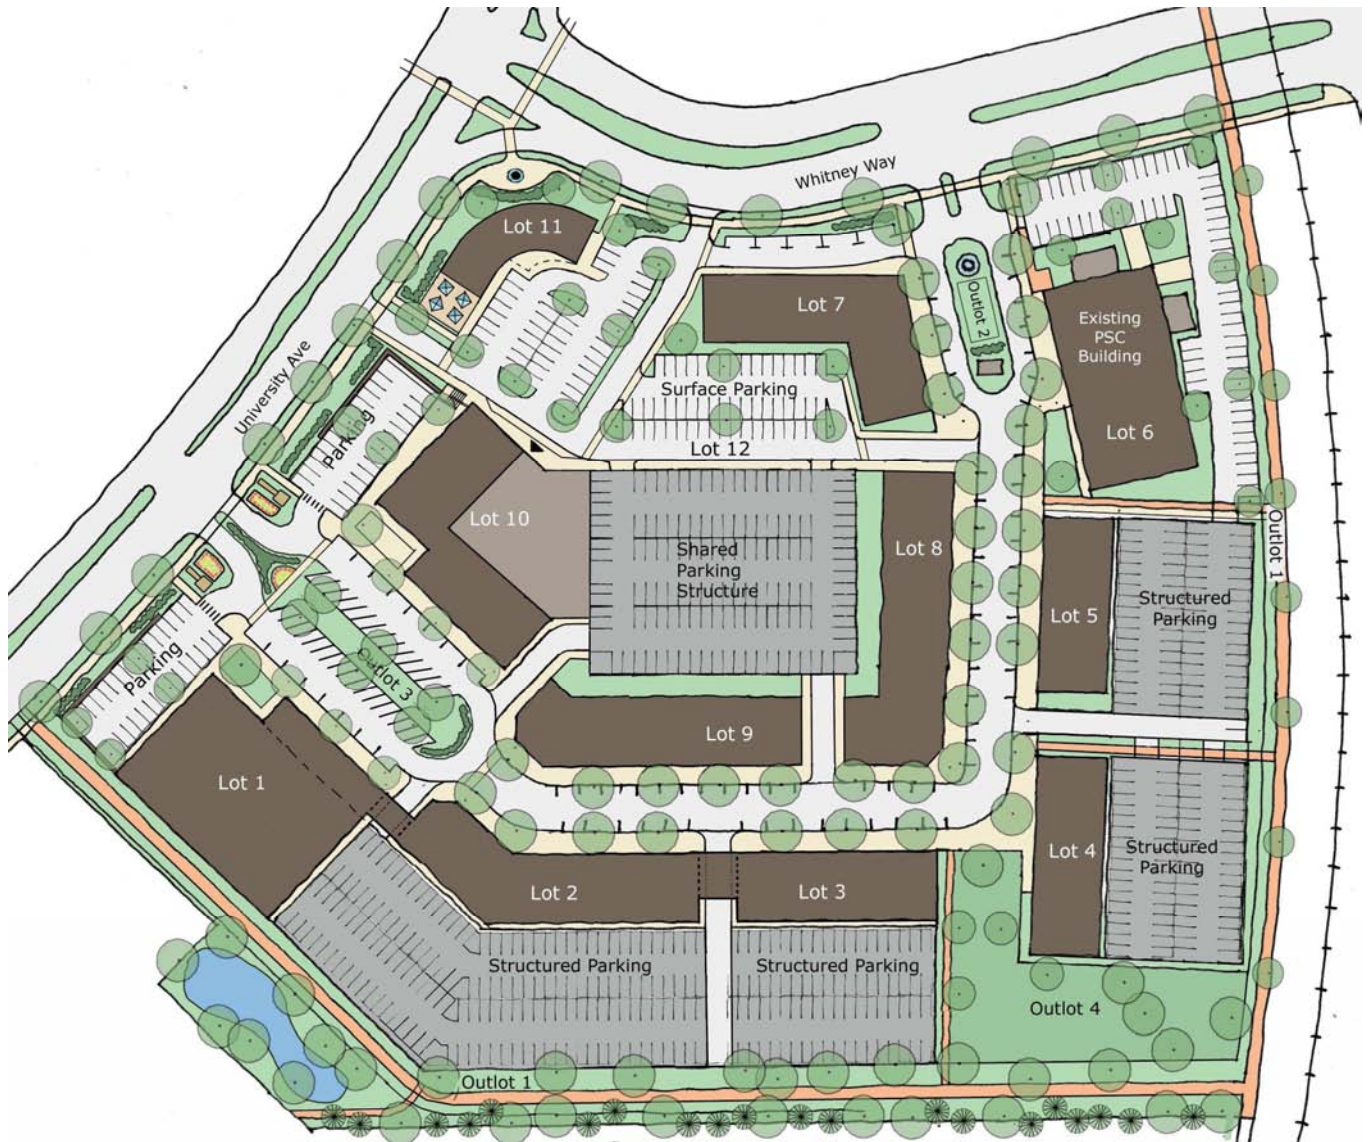 Whitney Way
Lot 11
Outlot 2
Lot 7
Existing
PSC
Building
University Ave
Surface Parking
Parking
Lot 6
Lot 12
Lot 10
Outlot 1
Lot 8
Shared
Parking
Structure
Structured
Parking
Lot 5
Parking
Outlot 3
Lot 9
Lot 1
Lot 4
Structured
Parking
Lot 2
Lot 3
Structured Parking
Structured Parking
Outlot 4
Outlot 1